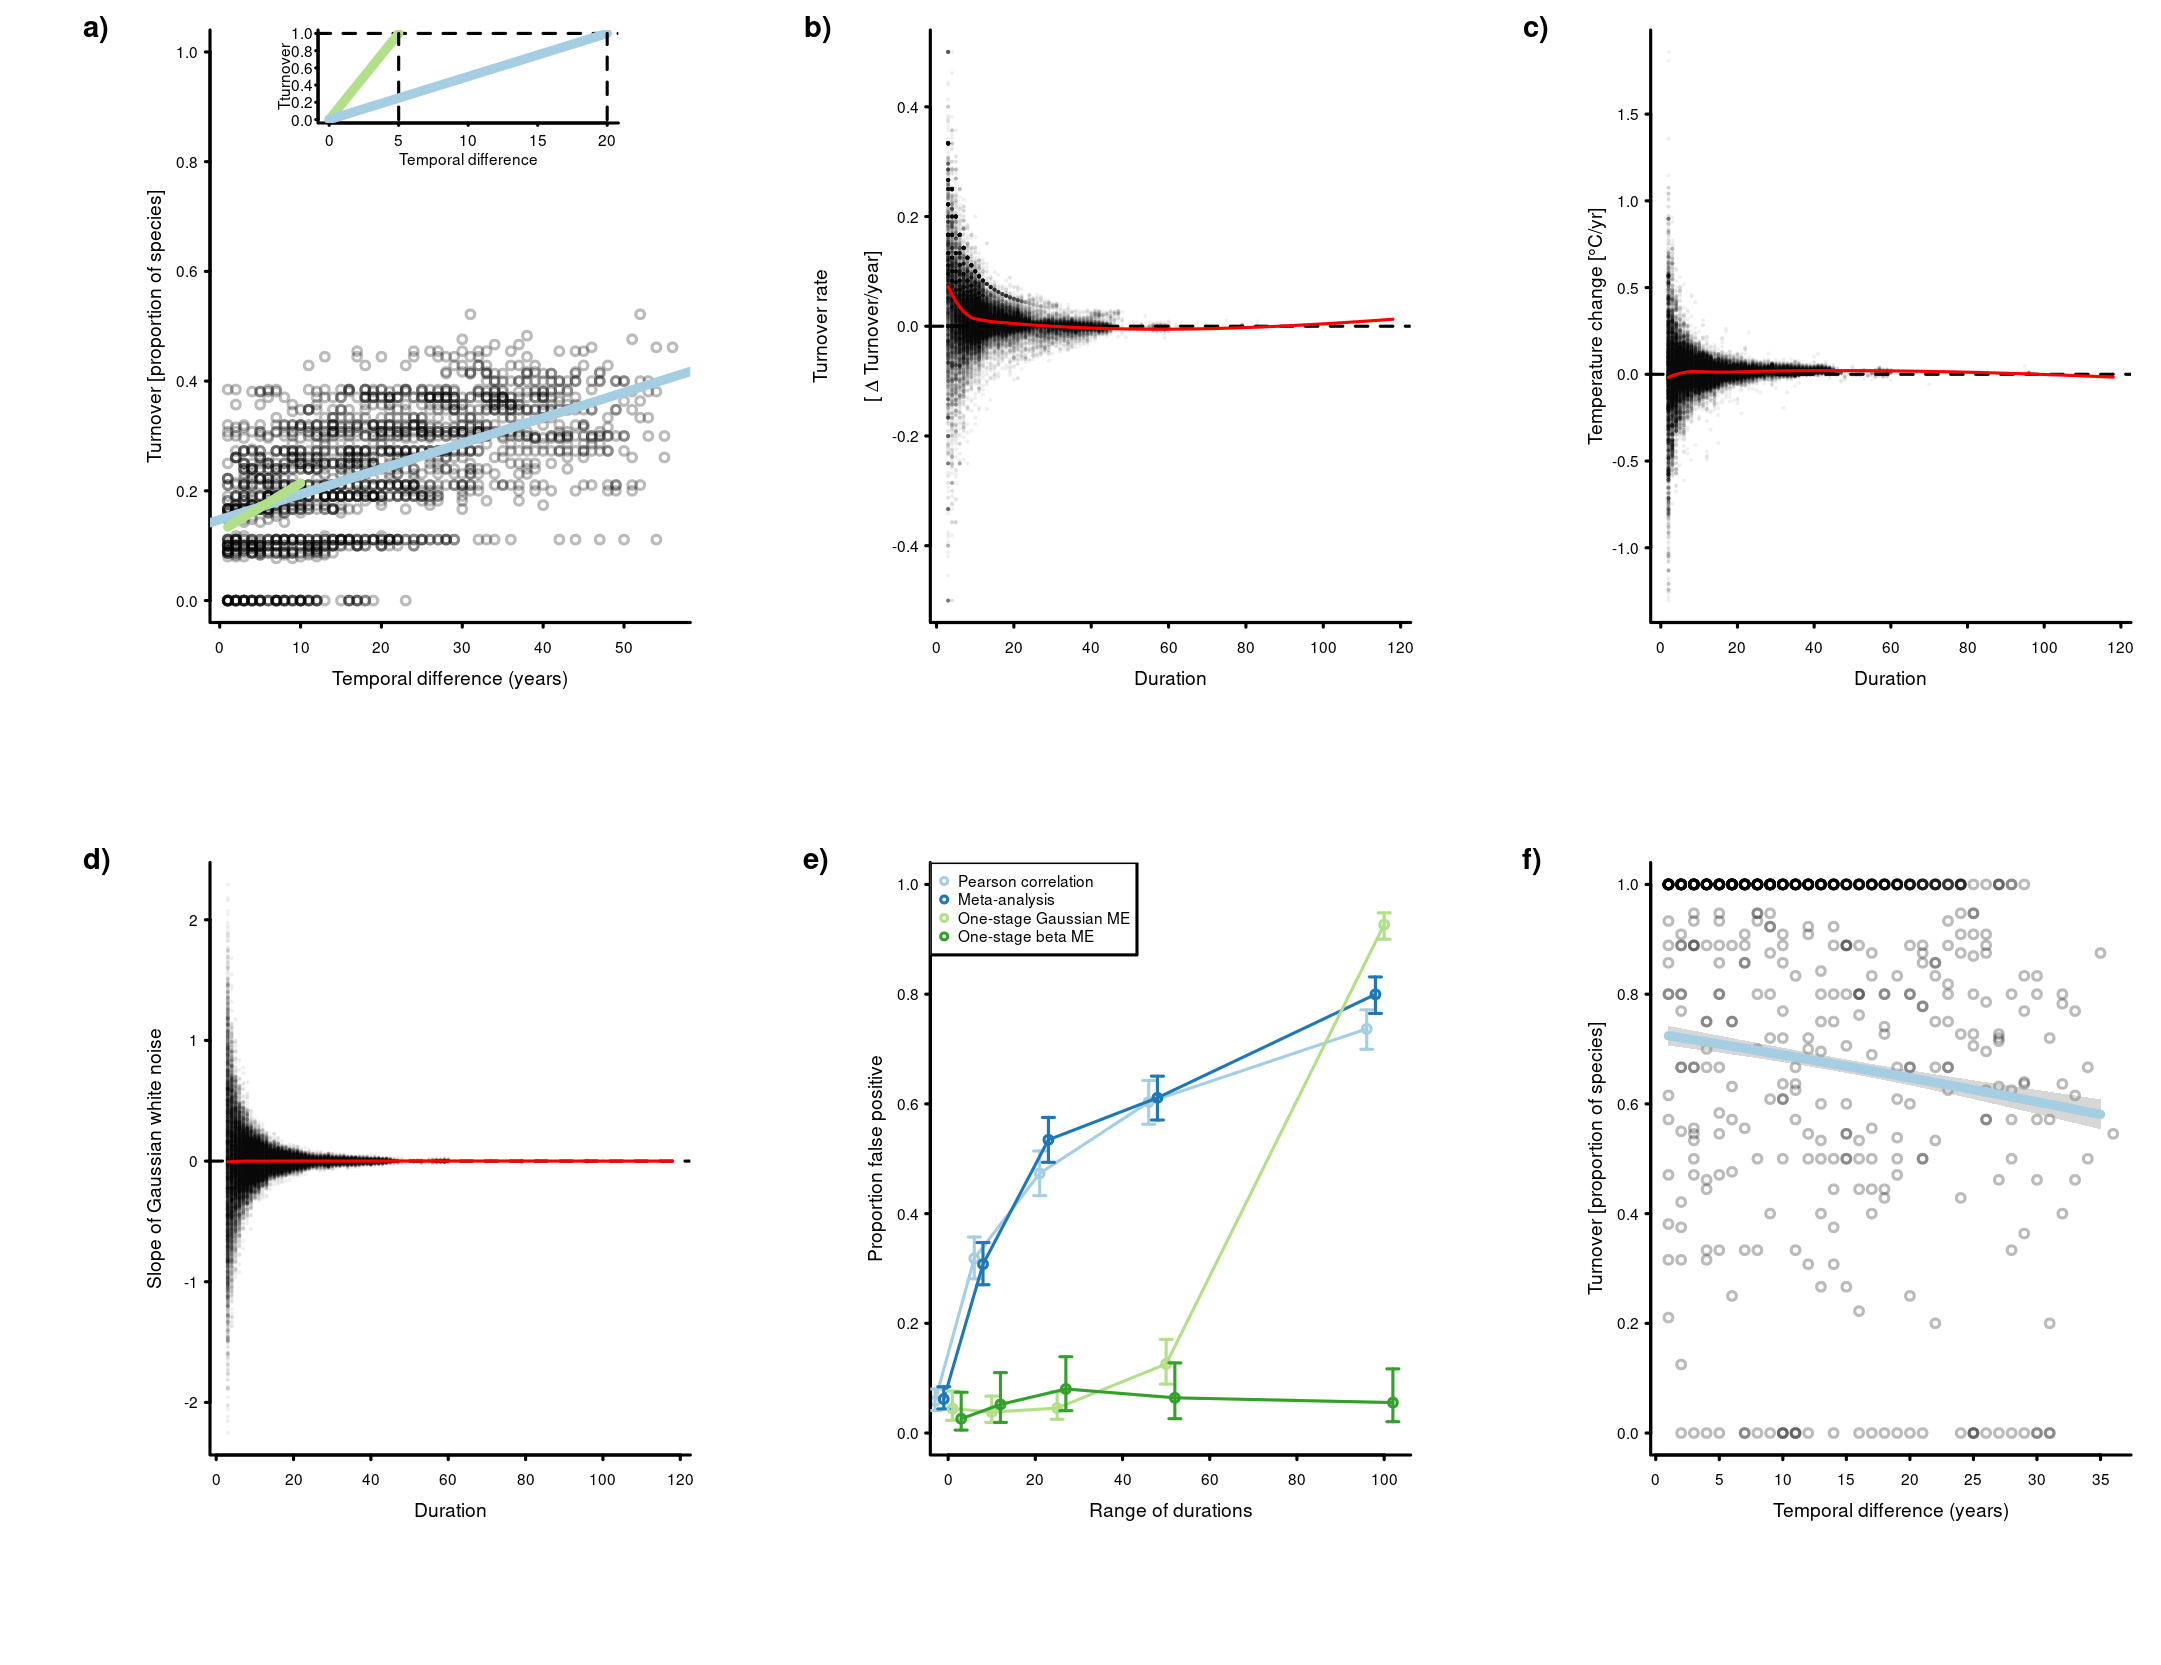 a)
1.0
0.8
0.6
0.4
0.2
0.0
Turnover [proportion of species]
0 10 20 30 40 50
Temporal difference (years)
1.0
0.8
0.6
0.4
0.2
0.0
Turnover
0 5 10 15 20
Temporal difference
b)
0.4
0.2
0.0
-0.2
-0.4
Turnover rate
[ Δ Turnover/year]
0 20 40 60 80 100 120
Duration
c)
1.5
1.0
0.5
0.0
-0.5
-1.0
Temperature change [°C/yr]
0 20 40 60 80 100 120
Duration
d)
2
1
0
-1
-2
Slope of Gaussian white noise
0 20 40 60 80 100 120
Duration
e)
Pearson correlation
Meta-analysis
One-stage Gaussian ME
One-stage beta ME
1.0
0.8
0.6
0.4
0.2
0.0
Proportion false positive
0 20 40 60 80 100
Range of durations
f)
1.0
0.8
0.6
0.4
0.2
0.0
Turnover [proportion of species]
0 5 10 15 20 25 30 35
Temporal difference (years)